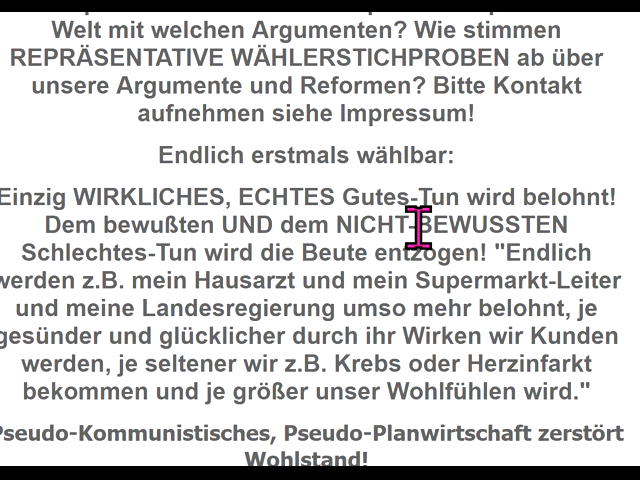 Welt mit welchen Argumenten? Wie stimmen
REPRÄSENTATIVE WÄHLERSTICHPROBEN ab über
unsere Argumente und Reformen? Bitte Kontakt
aufnehmen siehe Impressum!
Endlich erstmals wählbar:
Einzig WIRKLICHES, ECHTES Gutes-Tun wird belohnt!
Dem bewußten UND dem NICHT-BEWUSSTEN
Schlechtes-Tun wird die Beute entzogen! "Endlich
werden z.B. mein Hausarzt und mein Supermarkt-Leiter
und meine Landesregierung umso mehr belohnt, je
gesünder und glücklicher durch ihr Wirken wir Kunden
werden, je seltener wir z.B. Krebs oder Herzinfarkt
bekommen und je größer unser Wohlfühlen wird."
Pseudo-Kommunistisches, Pseudo-Planwirtschaft zerstört
Wohlstand!